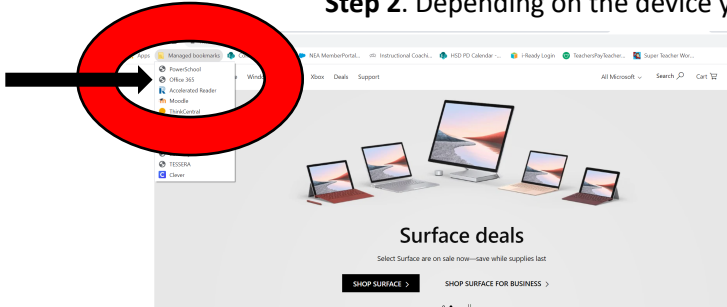 Step 2. Depending on the device y
Apps Managed bookmarks NEA MemberPortal... Instructional Coachi... HSD PD Calendar -... i-Ready Login TeachersPayTeacher... Super Teacher Wor...
Xbox Deals Support All Microsoft Search Cart
PowerSchool
Office 365
Accelerated Reader
Moodle
ThinkCentral
TESSERA
Clever
Surface deals
Select Surface are on sale now—save while supplies last
SHOP SURFACE > SHOP SURFACE FOR BUSINESS >